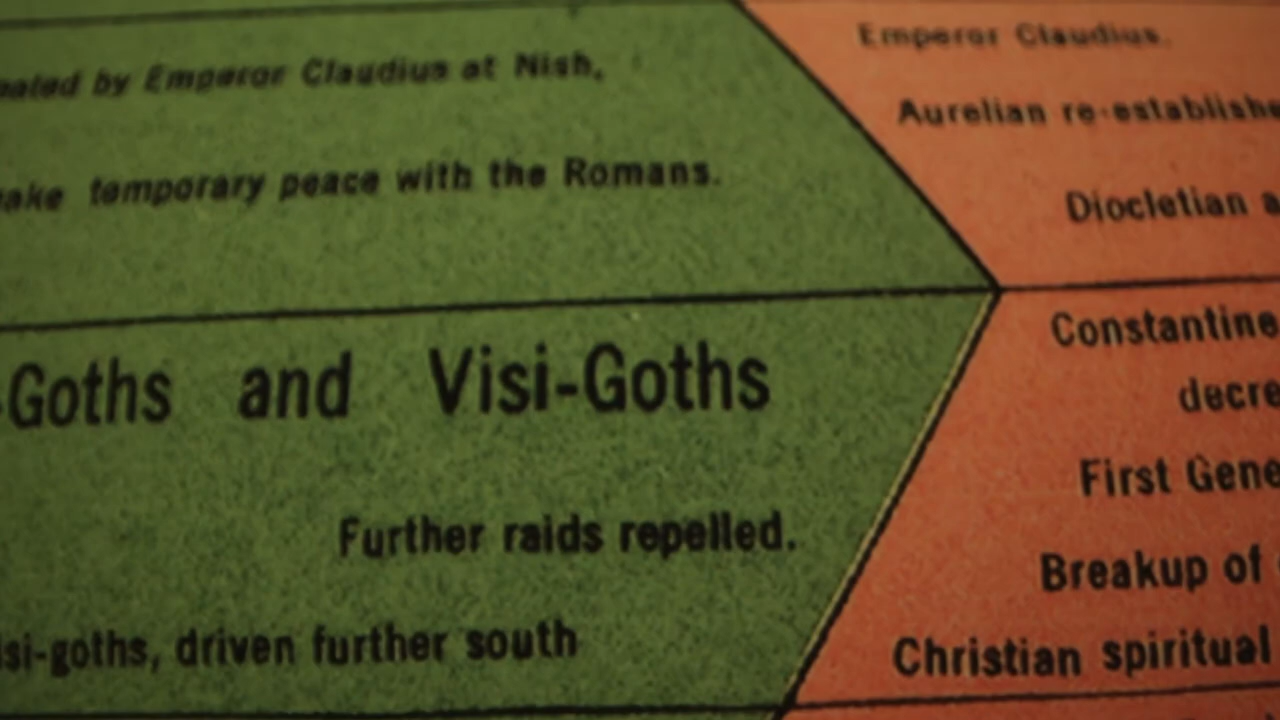 by Emperor Claudius at Nish,
temporary peace with the Romans.
-Goths and Visi-Goths
Further raids repelled.
isi-goths, driven further south
Emperor Claudius.
Aurelian re-establishe
Diocletian a
Constantine
decre
First Gene
Breakup of
Christian spiritual